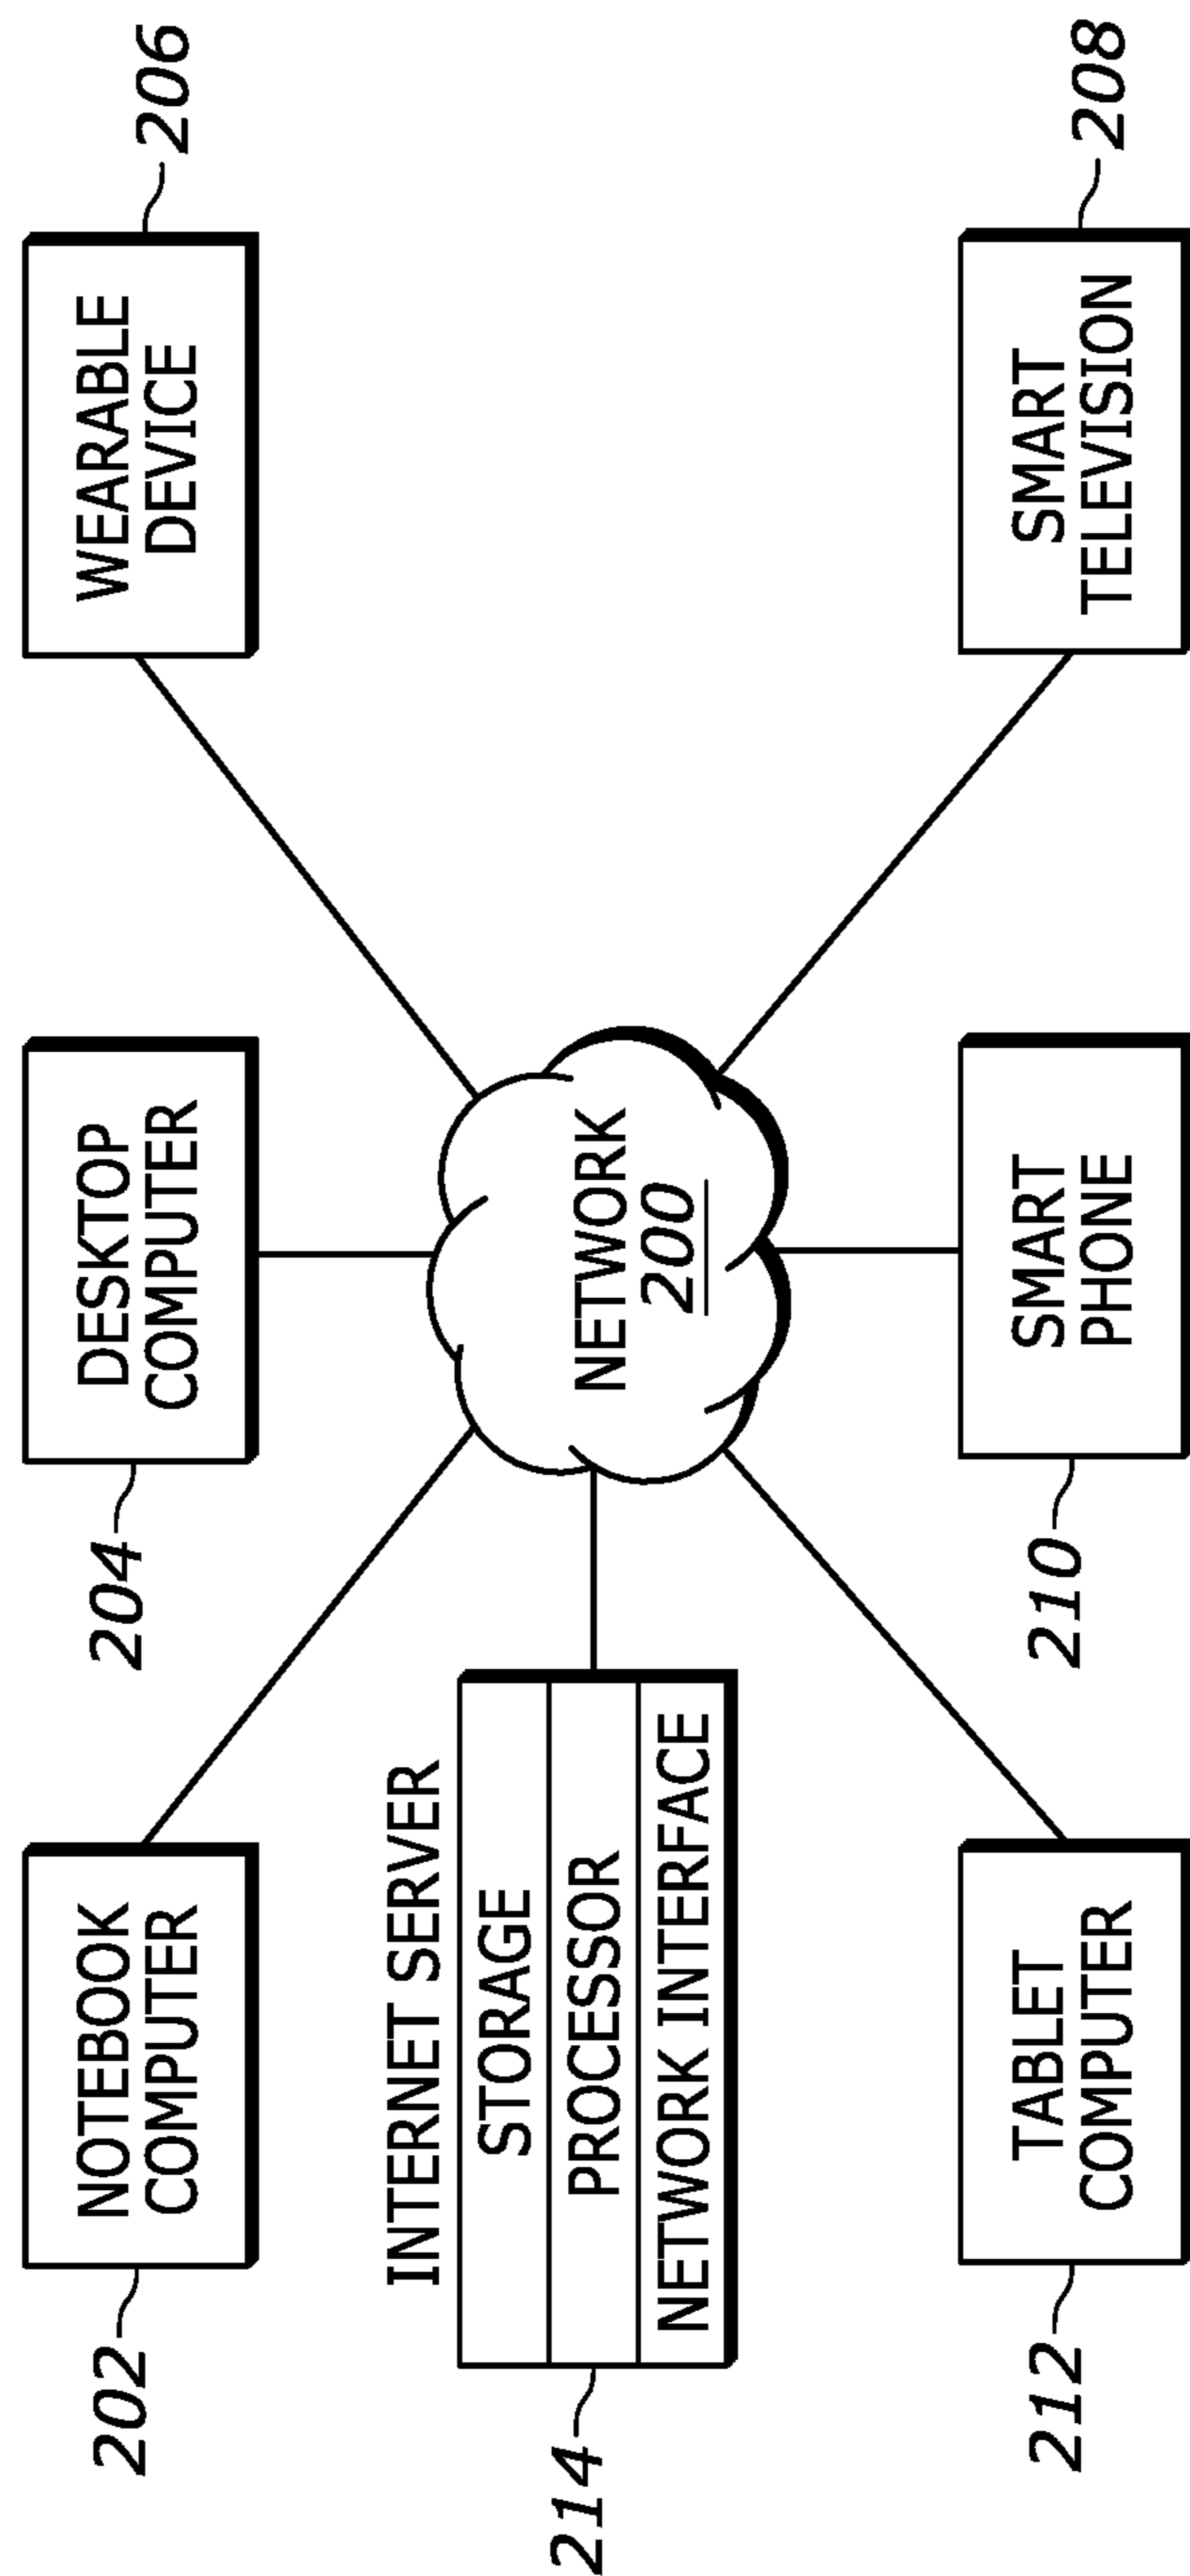 202
NOTEBOOK
COMPUTER
204
DESKTOP
COMPUTER
WEARABLE
DEVICE
206
INTERNET SERVER
214
STORAGE
PROCESSOR
NETWORK INTERFACE
NETWORK
200
212
TABLET
COMPUTER
210
SMART
PHONE
SMART
TELEVISION
208